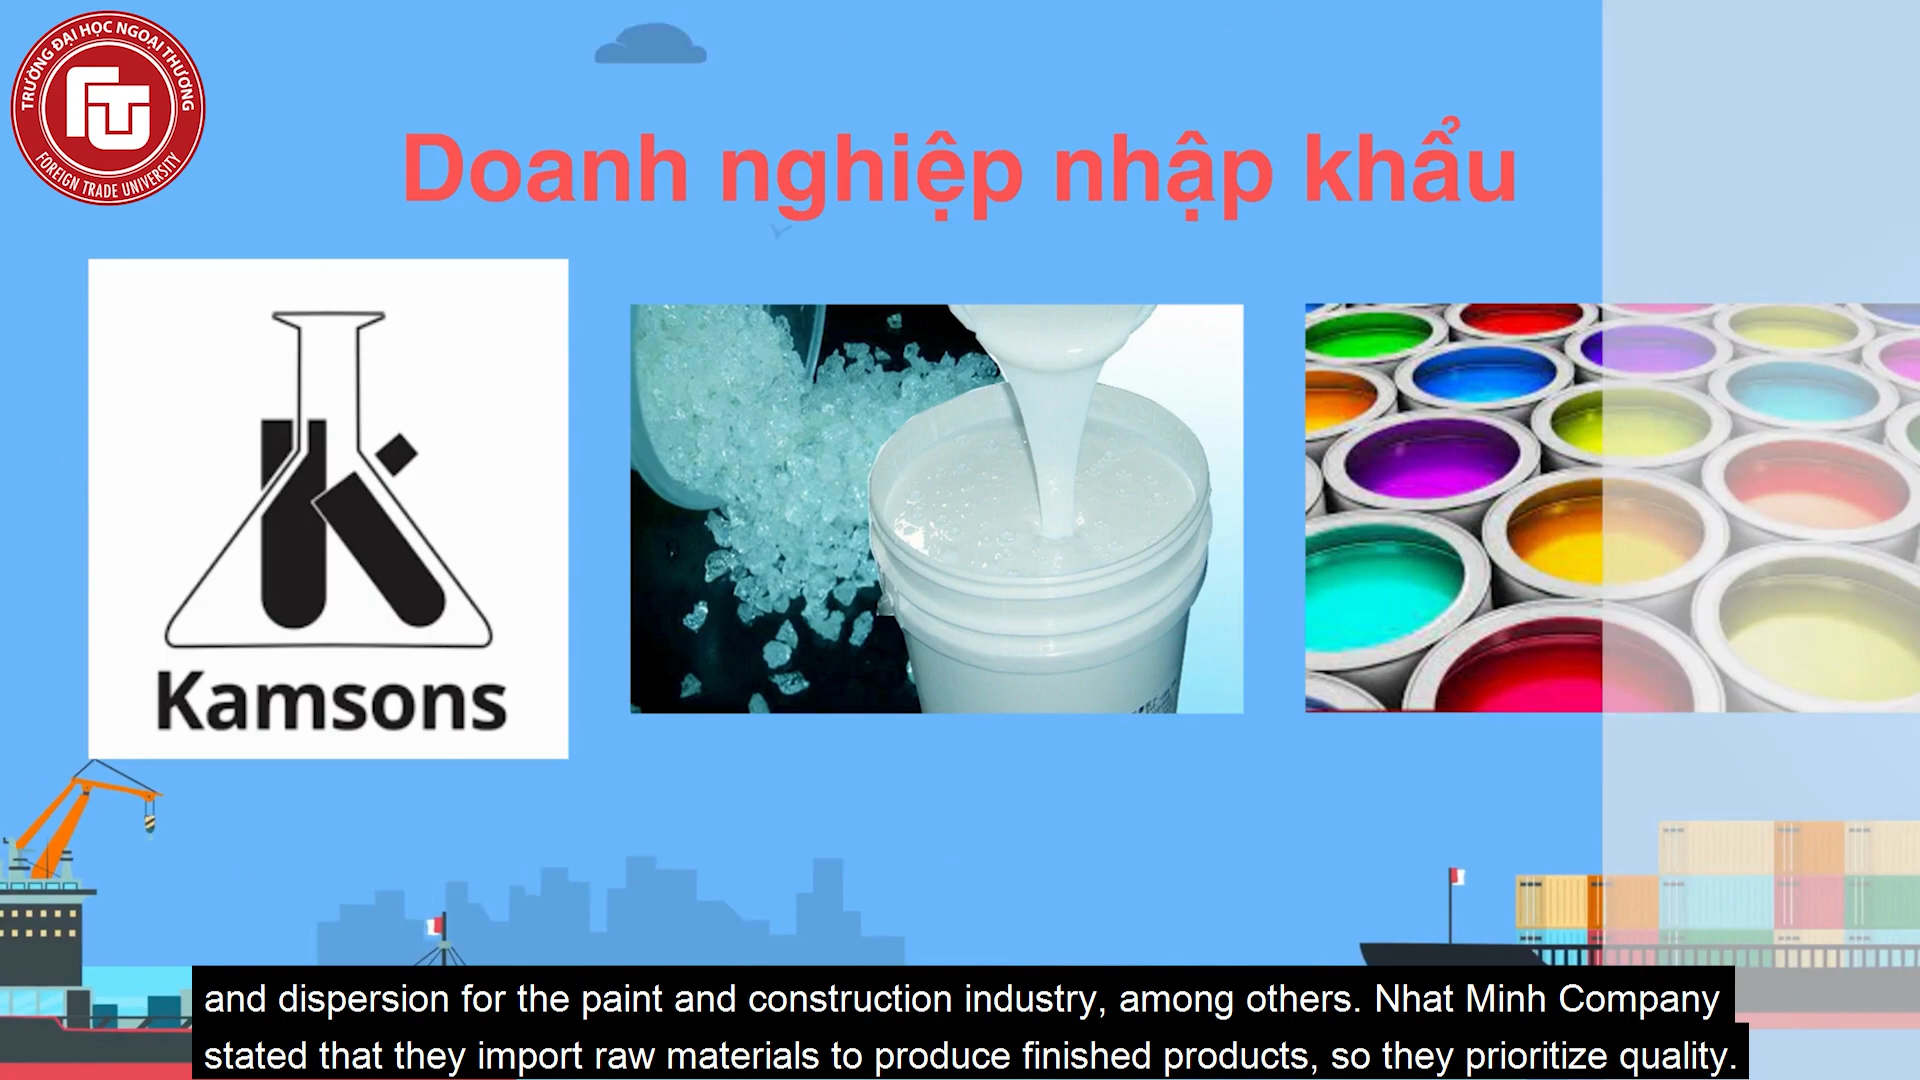 TRƯỜNG ĐẠI HỌC NGOẠI THƯƠNG
FTU
FOREIGN TRADE UNIVERSITY
Doanh nghiệp nhập khẩu
Kamsons
and dispersion for the paint and construction industry, among others. Nhat Minh Company
stated that they import raw materials to produce finished products, so they prioritize quality.